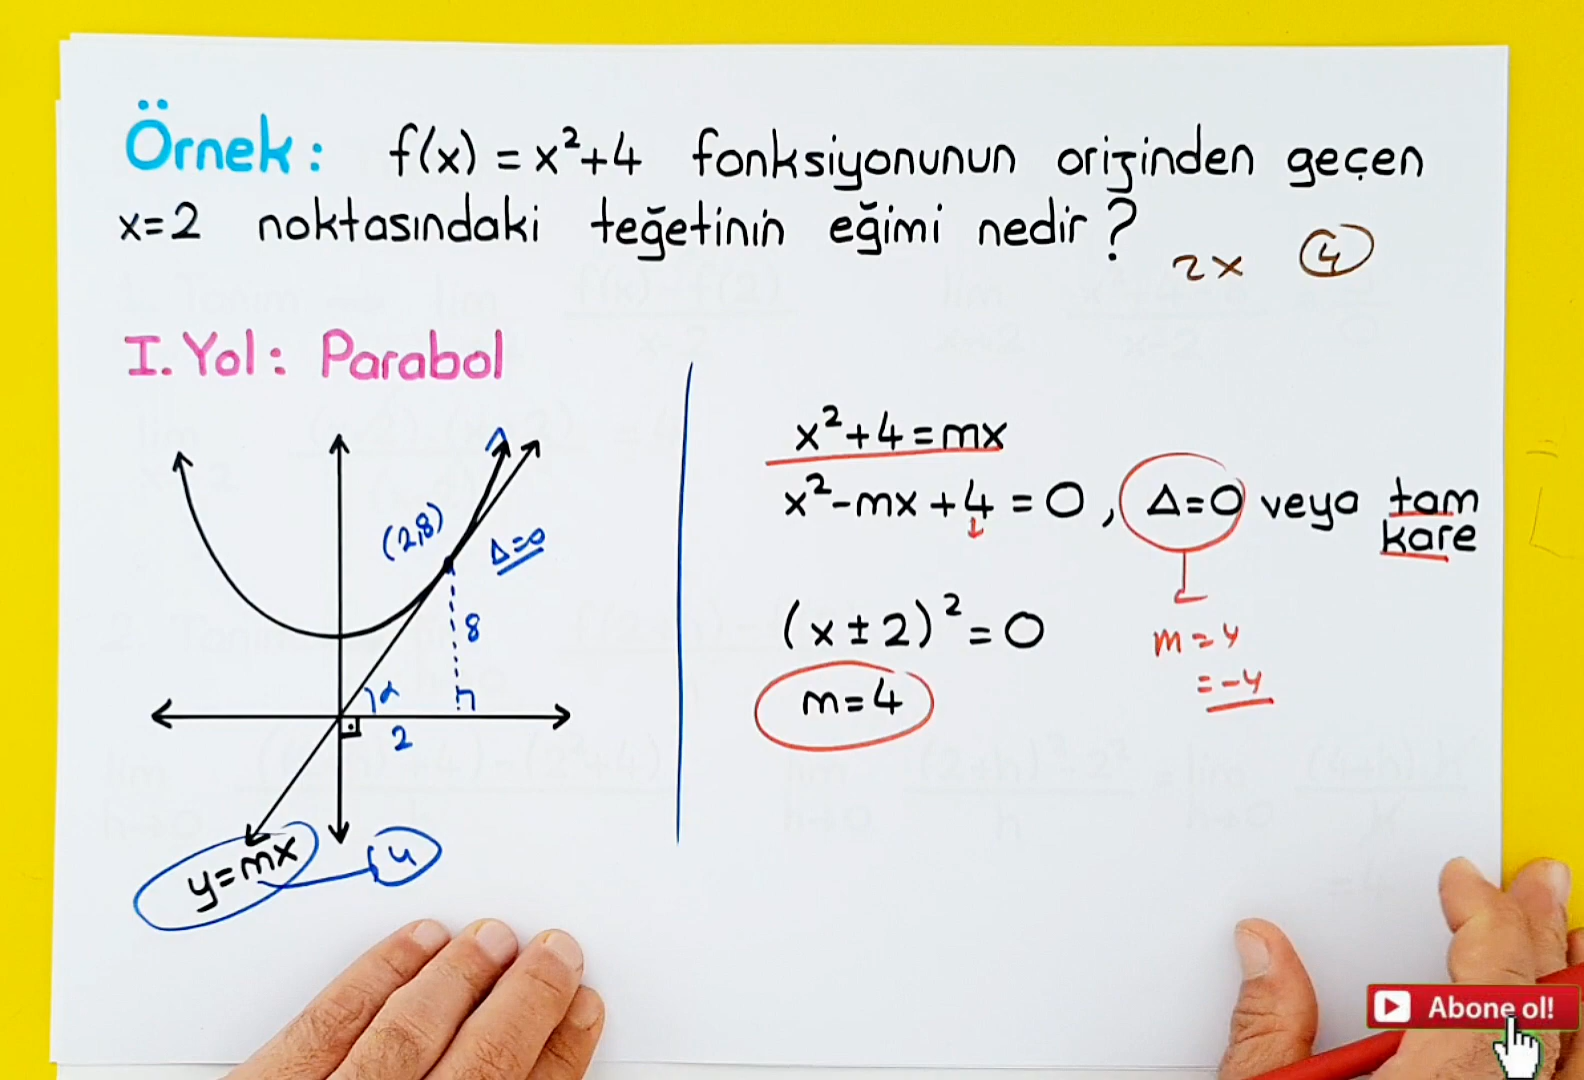 Örnek: f(x) = x²+4 fonksiyonunun orijinden geçen
x=2 noktasındaki teğetinin eğimi nedir?
2x 4
I. Yol: Parabol
(2,8)
Δ=0
8
α
2
y=mx 4
x²+4=mx
x²-mx+4=0, Δ=0 veya tam
kare
(x±2)²=0
m=4
=-4
m=4
Abone ol!